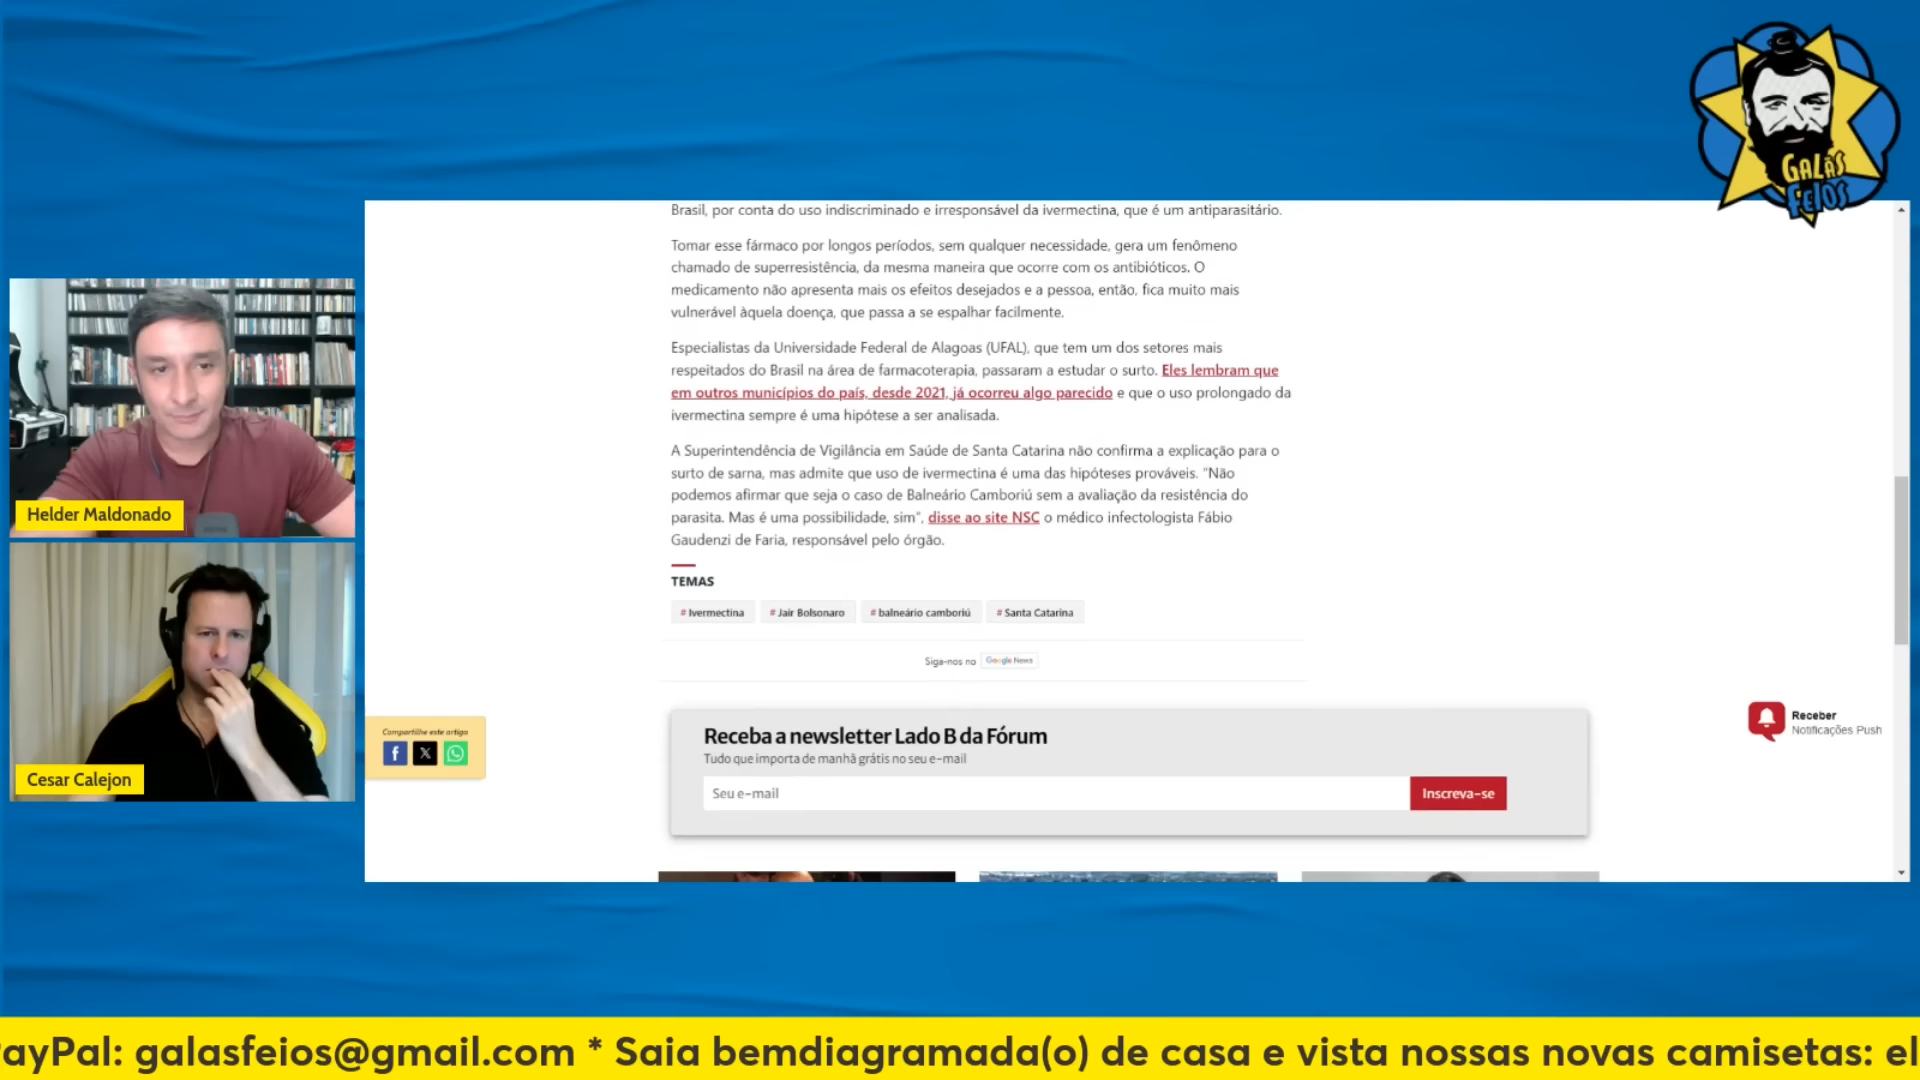 GALÃS
FEIOS
Brasil, por conta do uso indiscriminado e irresponsável da ivermectina, que é um antiparasitário.
Tomar esse fármaco por longos períodos, sem qualquer necessidade, gera um fenômeno
chamado de superresistência, da mesma maneira que ocorre com os antibióticos. O
medicamento não apresenta mais os efeitos desejados e a pessoa, então, fica muito mais
vulnerável àquela doença, que passa a se espalhar facilmente.
Especialistas da Universidade Federal de Alagoas (UFAL), que tem um dos setores mais
respeitados do Brasil na área de farmacoterapia, passaram a estudar o surto. Eles lembram que
em outros municípios do país, desde 2021, já ocorreu algo parecido e que o uso prolongado da
ivermectina sempre é uma hipótese a ser analisada.
A Superintendência de Vigilância em Saúde de Santa Catarina não confirma a explicação para o
surto de sarna, mas admite que uso de ivermectina é uma das hipóteses prováveis. "Não
podemos afirmar que seja o caso de Balneário Camboriú sem a avaliação da resistência do
parasita. Mas é uma possibilidade, sim", disse ao site NSC o médico infectologista Fábio
Gaudenzi de Faria, responsável pelo órgão.
TEMAS
# Ivermectina # Jair Bolsonaro # balneário camboriú # Santa Catarina
Siga-nos no Google News
Helder Maldonado
Cesar Calejon
Compartilhe este artigo
Receba a newsletter Lado B da Fórum
Tudo que importa de manhã grátis no seu e-mail
Seu e-mail
Inscreva-se
Receber
Notificações Push
ayPal: galasfeios@gmail.com * Saia bemdiagramada(o) de casa e vista nossas novas camisetas: el